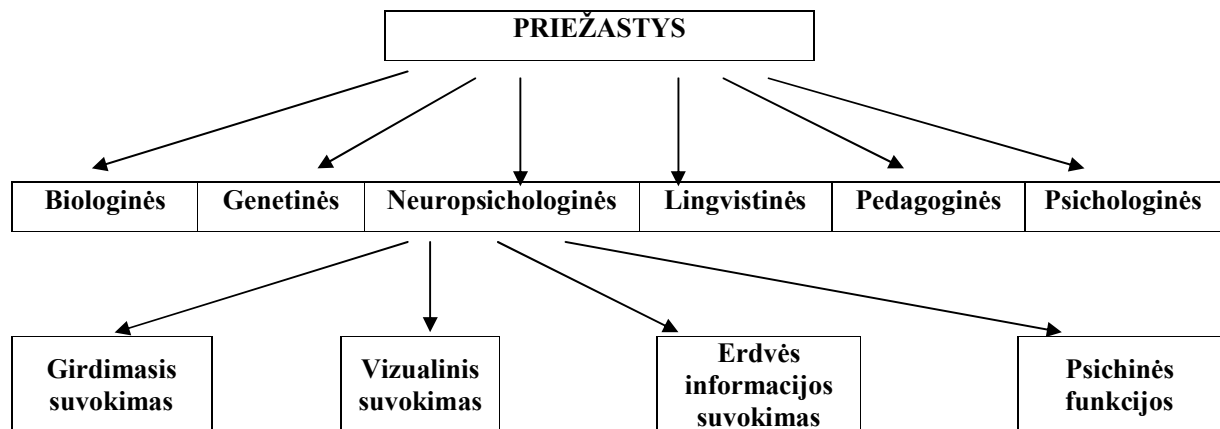 PRIEŽASTYS
Biologinės Genetinės Neuropsichologinės Lingvistinės Pedagoginės Psichologinės
Girdimasis
suvokimas
Vizualinis
suvokimas
Erdvės
informacijos
suvokimas
Psichinės
funkcijos